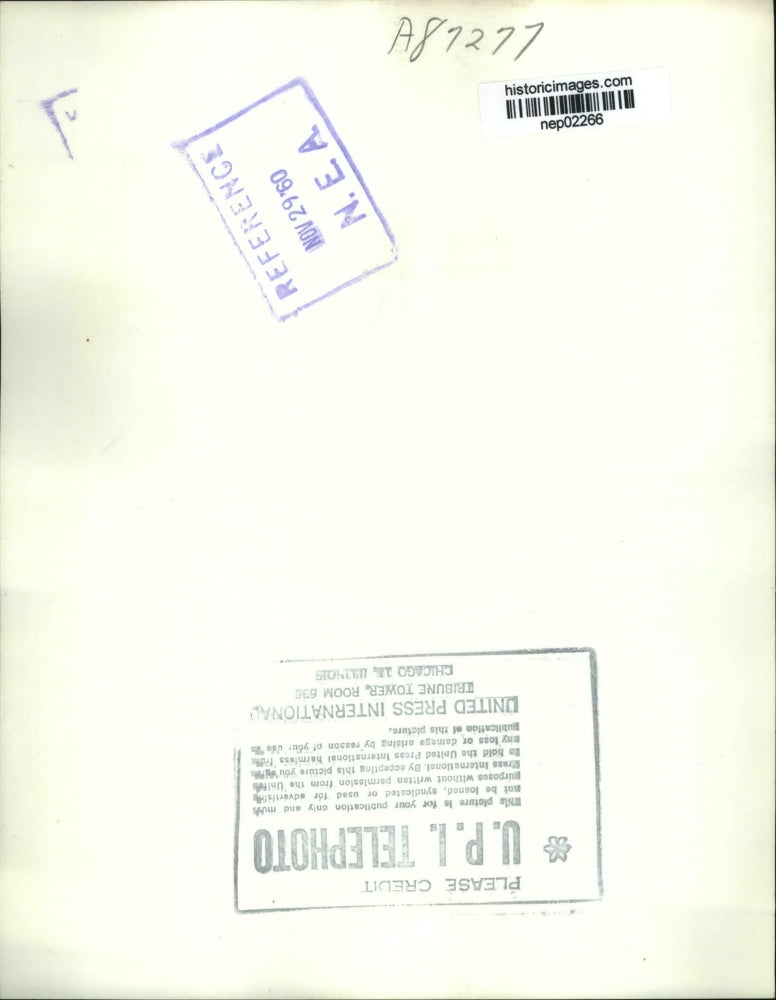 A87277
historicimages.com
nep02266
REFERENCE
NOV 29 '60
N.E.A
PLEASE CREDIT
U.P.I. TELEPHOTO
This picture is for your publication only and must
not be loaned, syndicated or used for advertising
purposes without written permission from the United
Press International. By accepting this picture you agree
to hold the United Press International harmless from
any loss or damage arising by reason of your use
publication of this picture.
UNITED PRESS INTERNATIONAL
TRIBUNE TOWER, ROOM 636
CHICAGO 11, ILLINOIS